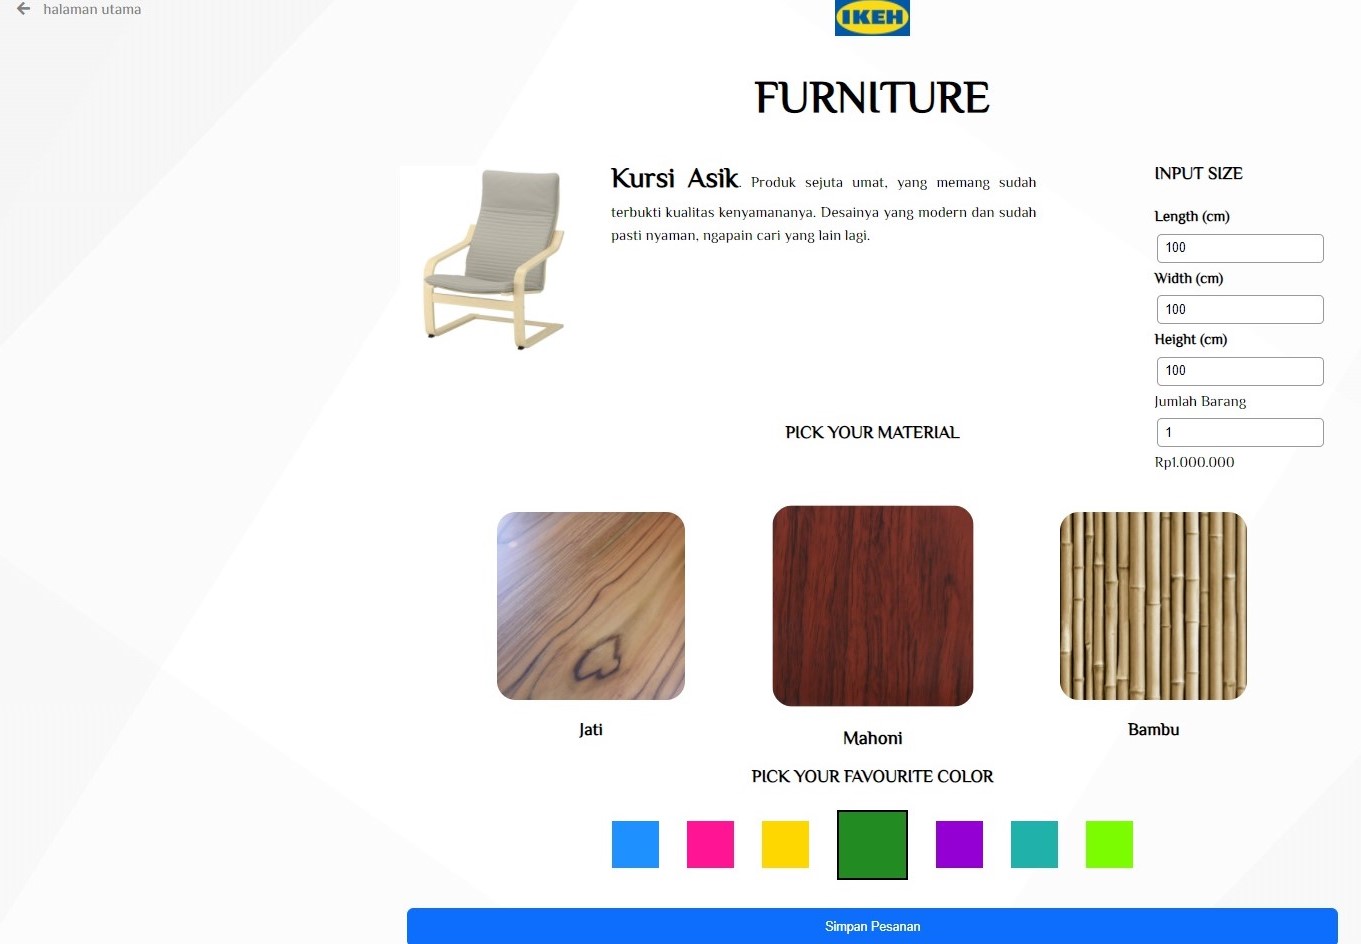 halaman utama
IKEH
FURNITURE
Kursi Asik. Produk sejuta umat, yang memang sudah
terbukti kualitas kenyamananya. Desainya yang modern dan sudah
pasti nyaman, ngapain cari yang lain lagi.
INPUT SIZE
Length (cm)
100
Width (cm)
100
Height (cm)
100
Jumlah Barang
1
Rp1.000.000
PICK YOUR MATERIAL
Jati
Mahoni
Bambu
PICK YOUR FAVOURITE COLOR
Simpan Pesanan